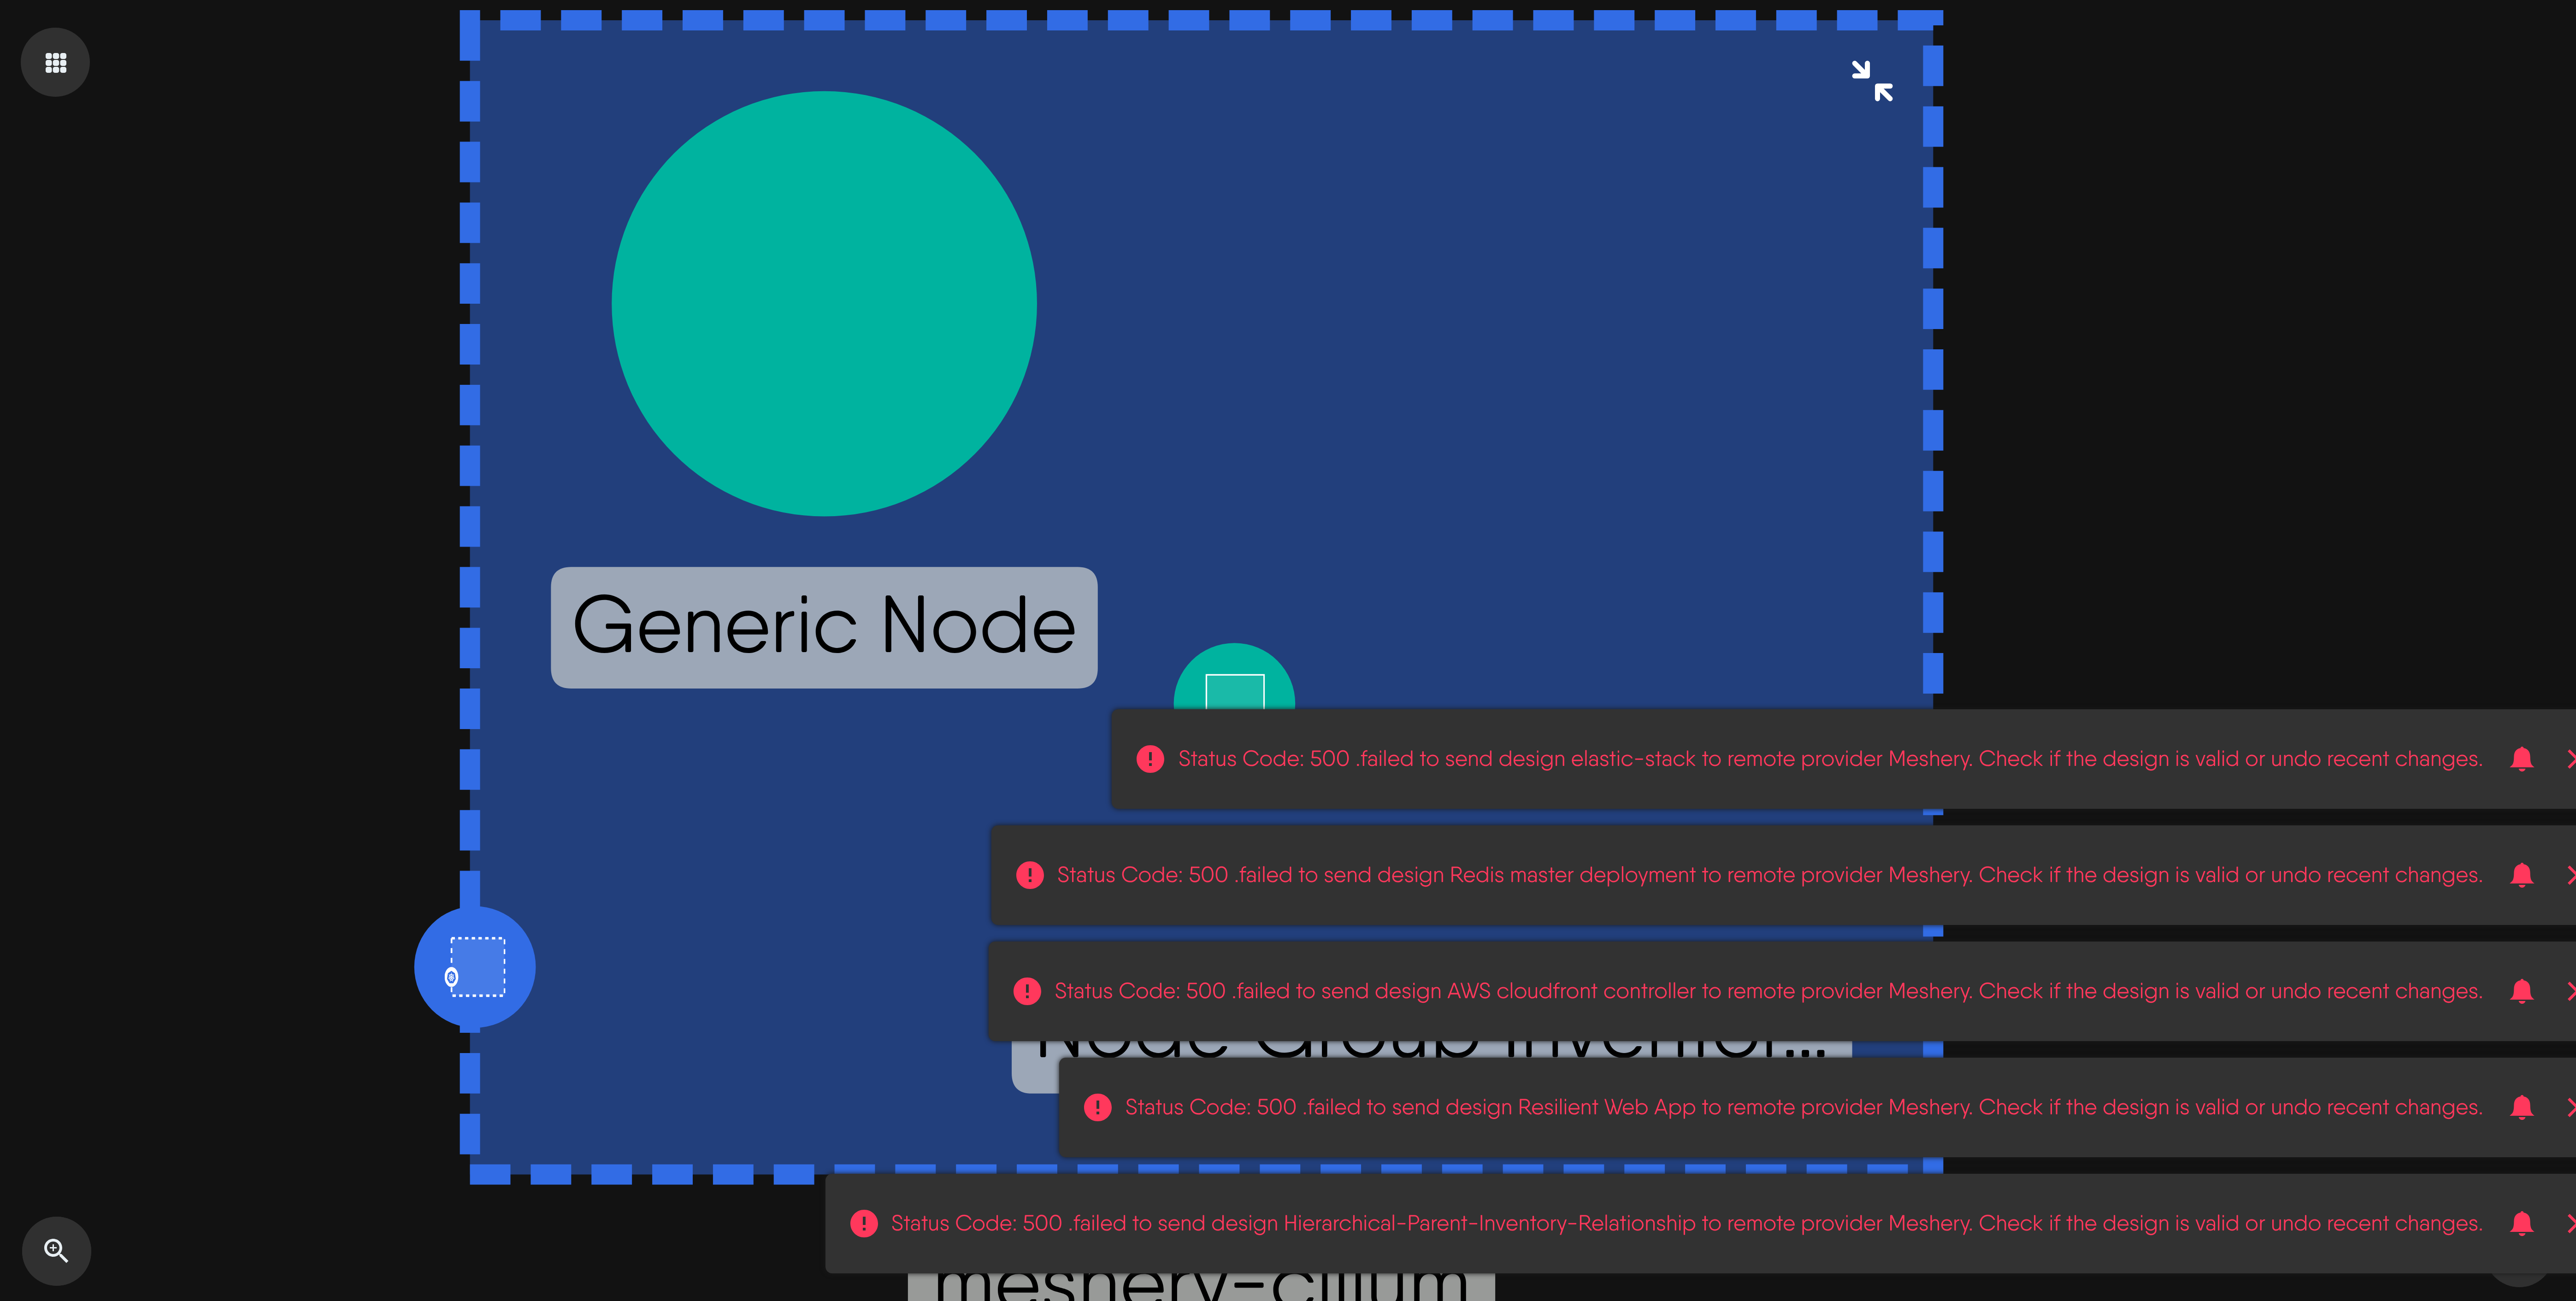 Generic Node
Status Code: 500 .failed to send design elastic-stack to remote provider Meshery. Check if the design is valid or undo recent changes.
Status Code: 500 .failed to send design Redis master deployment to remote provider Meshery. Check if the design is valid or undo recent changes.
Status Code: 500 .failed to send design AWS cloudfront controller to remote provider Meshery. Check if the design is valid or undo recent changes.
Node Group Inventor...
Status Code: 500 .failed to send design Resilient Web App to remote provider Meshery. Check if the design is valid or undo recent changes.
Status Code: 500 .failed to send design Hierarchical-Parent-Inventory-Relationship to remote provider Meshery. Check if the design is valid or undo recent changes.
meshery-cilium